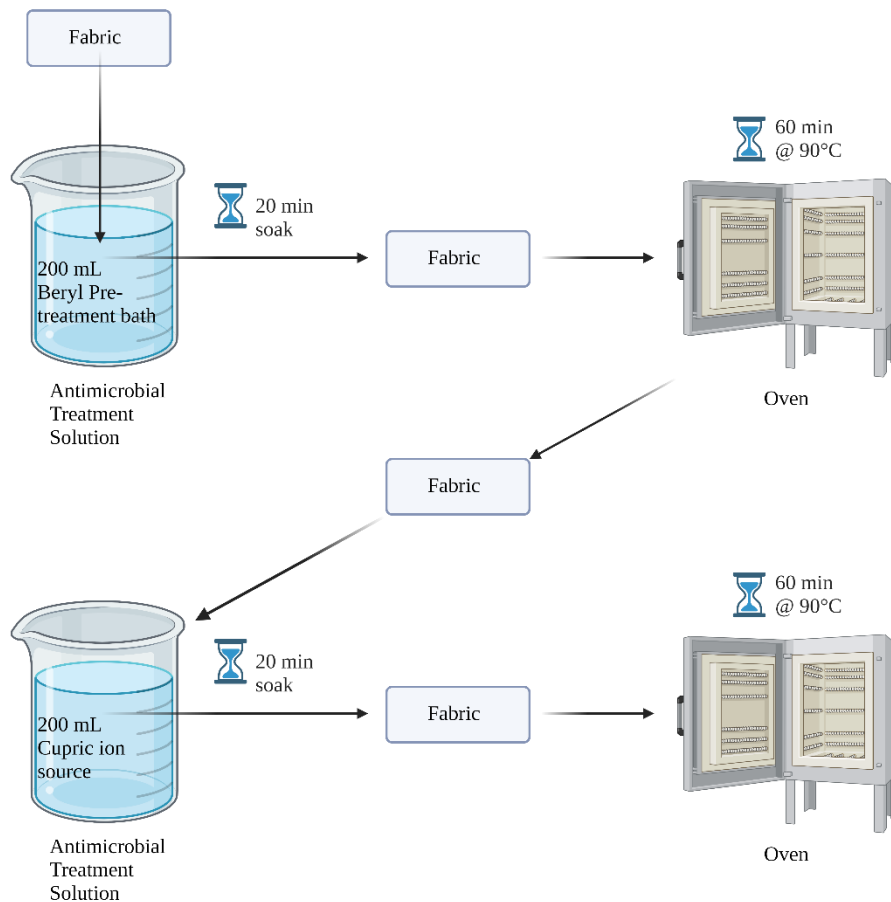 Fabric
60 min
@ 90°C
20 min
soak
Fabric
200 mL
Beryl Pre-
treatment bath
Antimicrobial
Treatment
Solution
Oven
Fabric
60 min
@ 90°C
20 min
soak
Fabric
200 mL
Cupric ion
source
Antimicrobial
Treatment
Solution
Oven